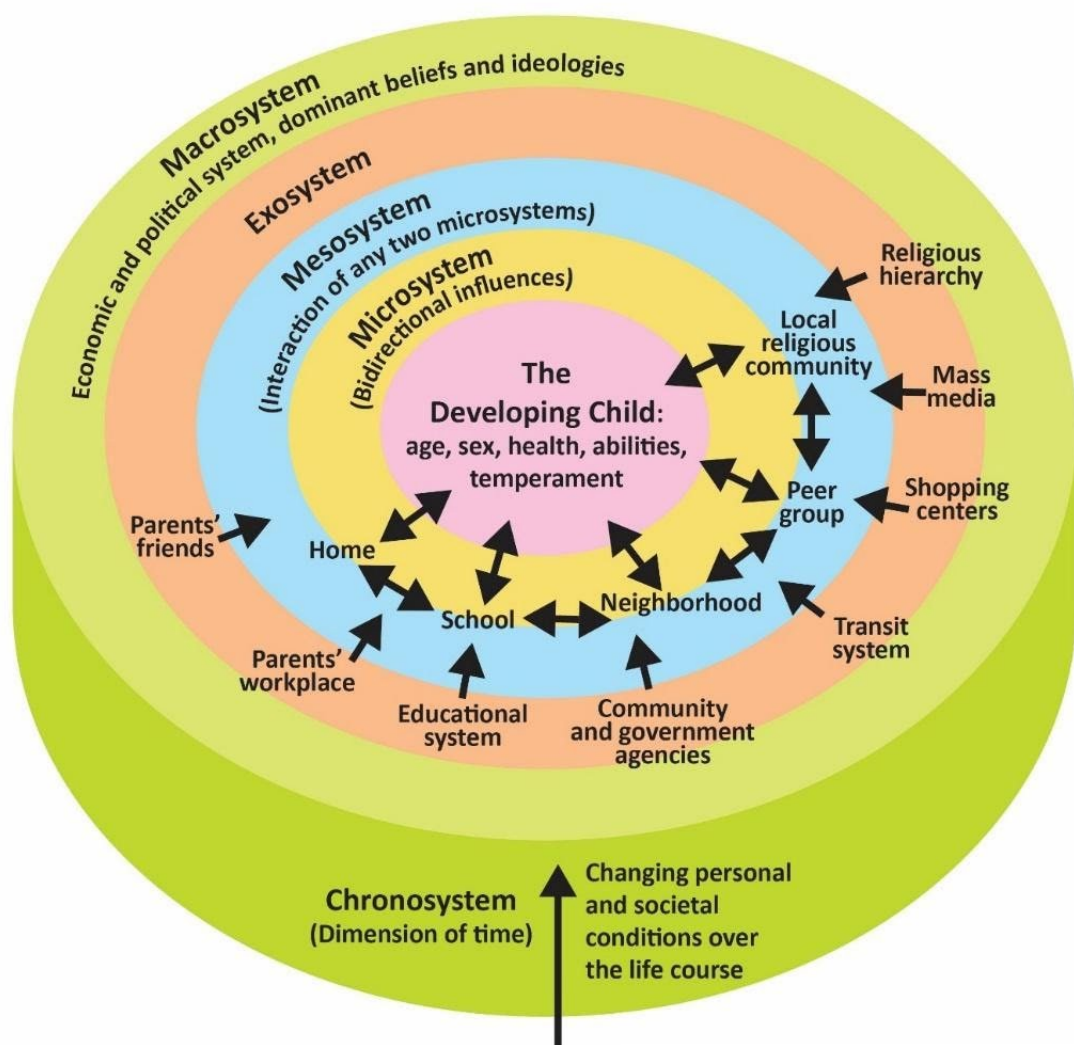 Macrosystem
Economic and political system, dominant beliefs and ideologies
Exosystem
Mesosystem
(Interaction of any two microsystems)
Microsystem
(Bidirectional influences)
The
Developing Child:
age, sex, health, abilities,
temperament
Religious
hierarchy
Local
religious
community
Mass
media
Peer
group
Shopping
centers
Parents’
friends
Home
School
Neighborhood
Transit
system
Parents’
workplace
Educational
system
Community
and government
agencies
Chronosystem
(Dimension of time)
Changing personal
and societal
conditions over
the life course